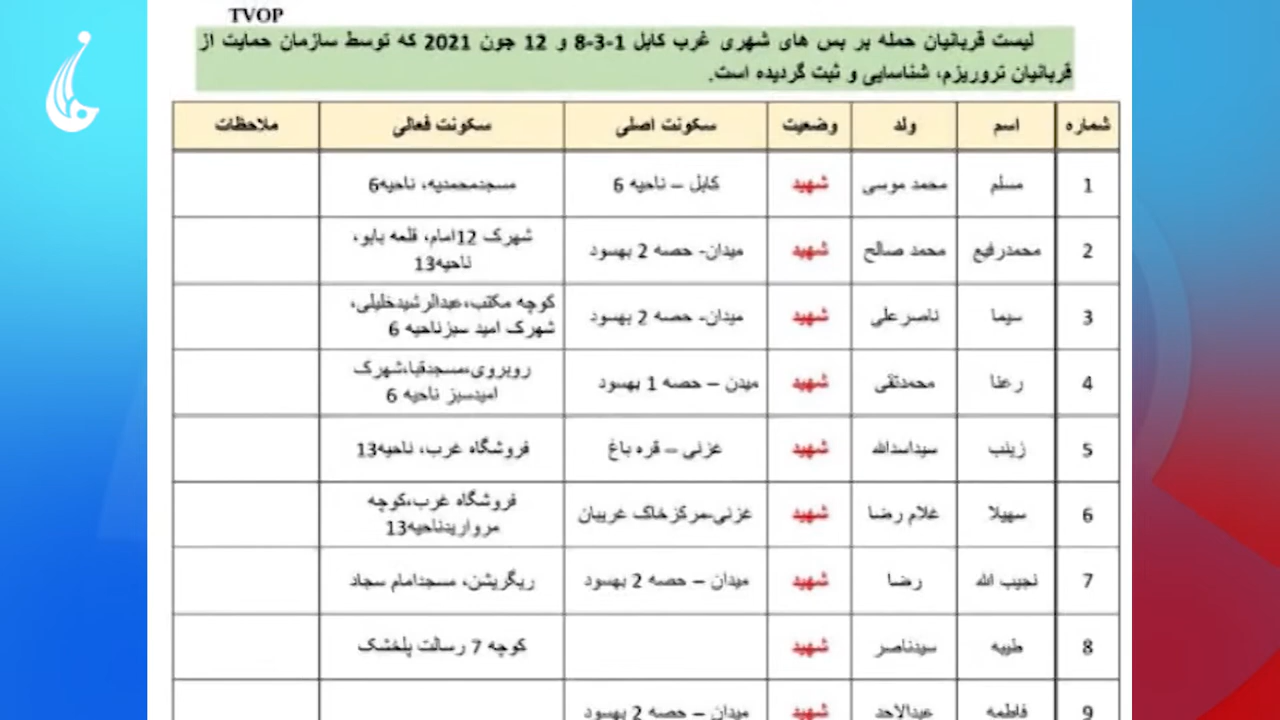 TVOP
لیست قربانیان حمله بر بس های شهری غرب کابل 1-3-8 و 12 جون 2021 که توسط سازمان حمایت از
قربانیان تروریزم، شناسایی و ثبت گردیده است.
شماره اسم ولد وضعیت سکونت اصلی سکونت فعالی ملاحظات
1 مسلم محمد موسی شهید کابل – ناحیه 6 مسجدمحمدیه، ناحیه6
2 محمدرفیع محمد صالح شهید میدان- حصه 2 بهسود شهرک 12امام، قلعه بابو،
ناحیه13
3 سیما ناصرعلی شهید میدان- حصه 2 بهسود کوچه مکتب،عبدالرشیدخلیلی،
شهرک امید سبزناحیه 6
4 رعنا محمدتقی شهید میدن – حصه 1 بهسود روبروی،مسجدقبا،شهرک
امیدسبز ناحیه 6
5 زینب سیداسدالله شهید غزنی – قره باغ فروشگاه غرب، ناحیه13
6 سهیلا غلام رضا شهید غزنی-مرکزخاک غریبان فروشگاه غرب،کوچه
مرواریدناحیه13
7 نجیب الله رضا شهید میدان – حصه 2 بهسود ریگریشن، مسجدامام سجاد
8 طیبه سیدناصر شهید کوچه 7 رسالت پلخشک
9 فاطمه عبدالاحد شهید میدان – حصه 2 بهسود